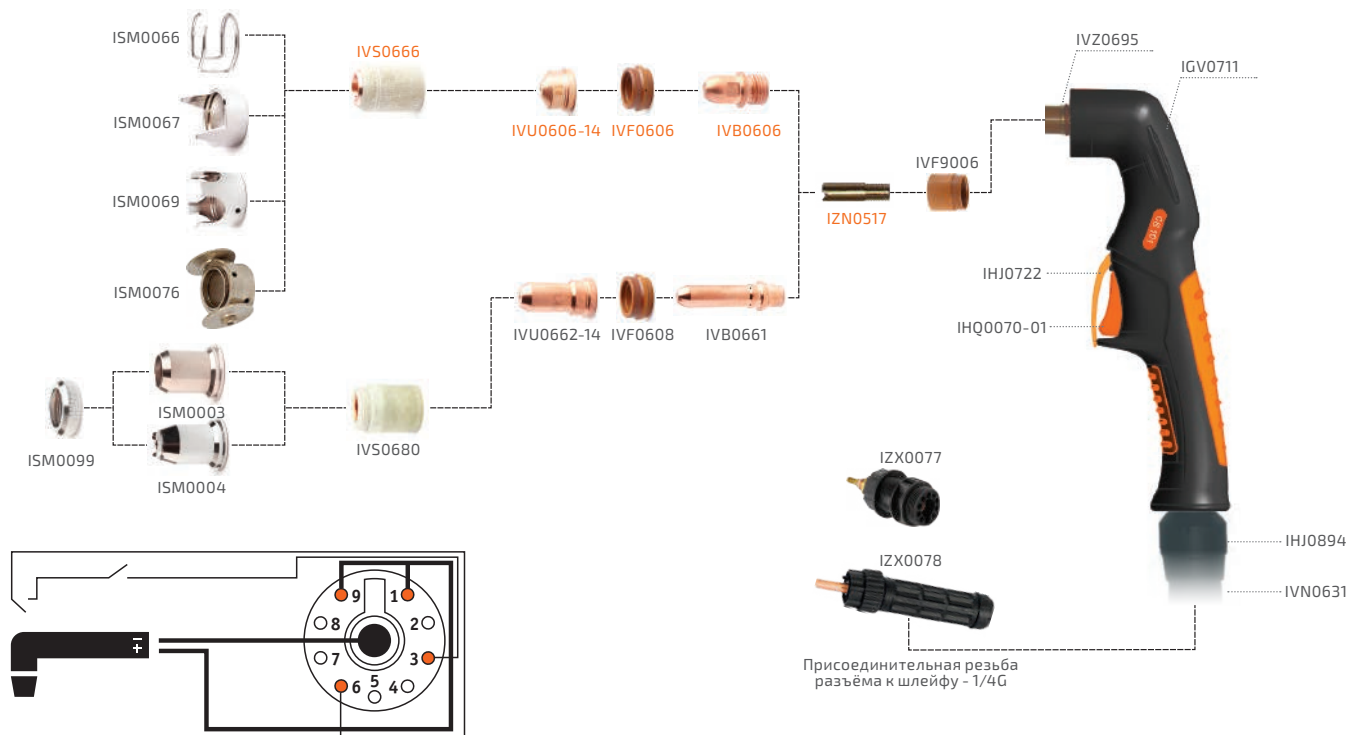 ISM0066
IVS0666
IVZ0695
IGV0711
ISM0067
IVU0606-14
IVF0606
IVB0606
IVF9006
ISM0069
IZN0517
CS 101
ISM0076
IHJ0722
IHQ0070-01
IVU0662-14
IVF0608
IVB0661
ISM0003
ISM0099
ISM0004
IVS0680
IZX0077
IZX0078
IHJ0894
IVN0631
Присоединительная резьба
разъёма к шлейфу - 1/4G
9 1
8 2
7 3
6 5 4
−
+